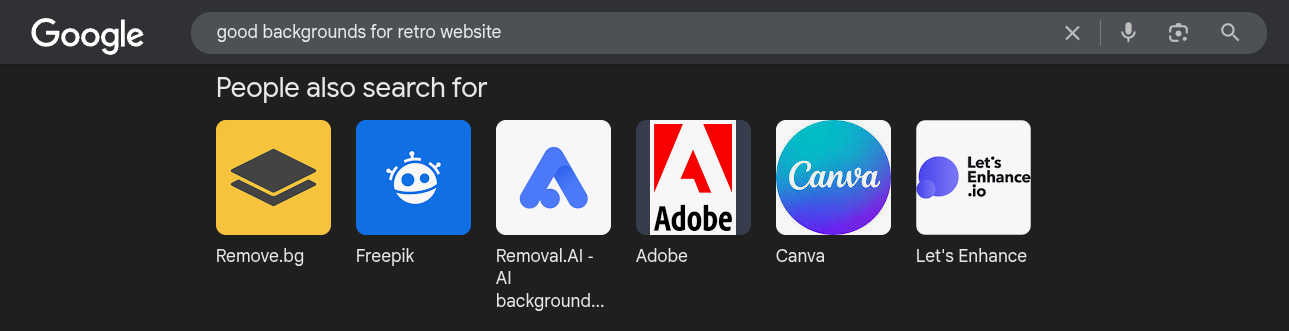 Google
good backgrounds for retro website
People also search for
Adobe
Canva
Let's
Enhance
.io
Remove.bg
Freepik
Removal.AI -
AI
background...
Adobe
Canva
Let's Enhance